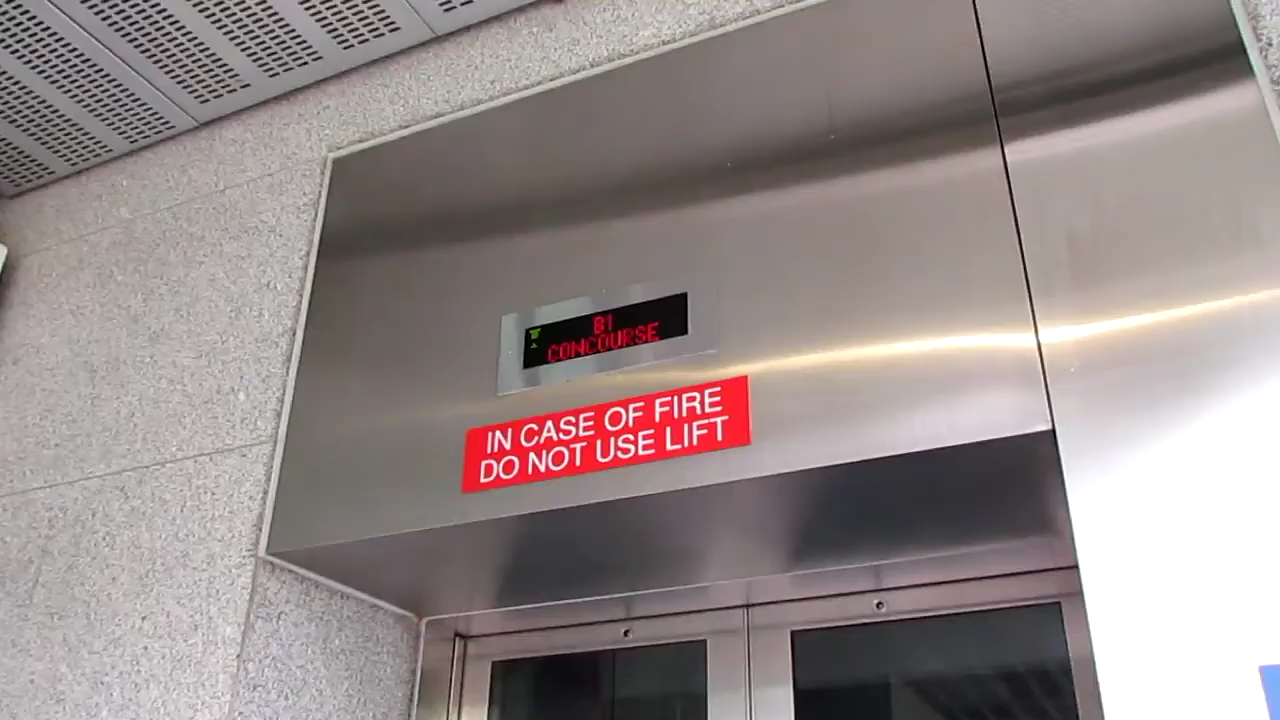 B1
CONCOURSE
IN CASE OF FIRE
DO NOT USE LIFT